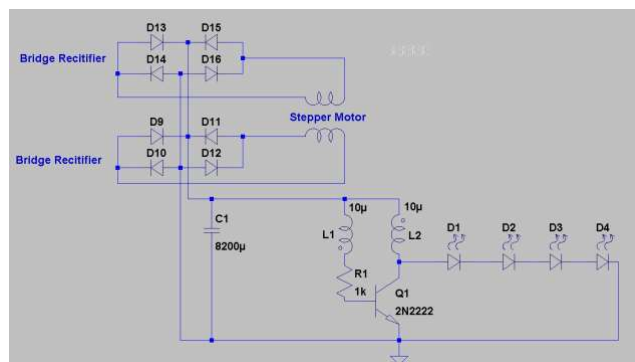 D13 D15
Bridge Recitifier
D14 D16
Stepper Motor
D9 D11
Bridge Recitifier
D10 D12
10µ 10µ
C1
D1 D2 D3 D4
L1 L2
8200µ
R1
1k
Q1
2N2222